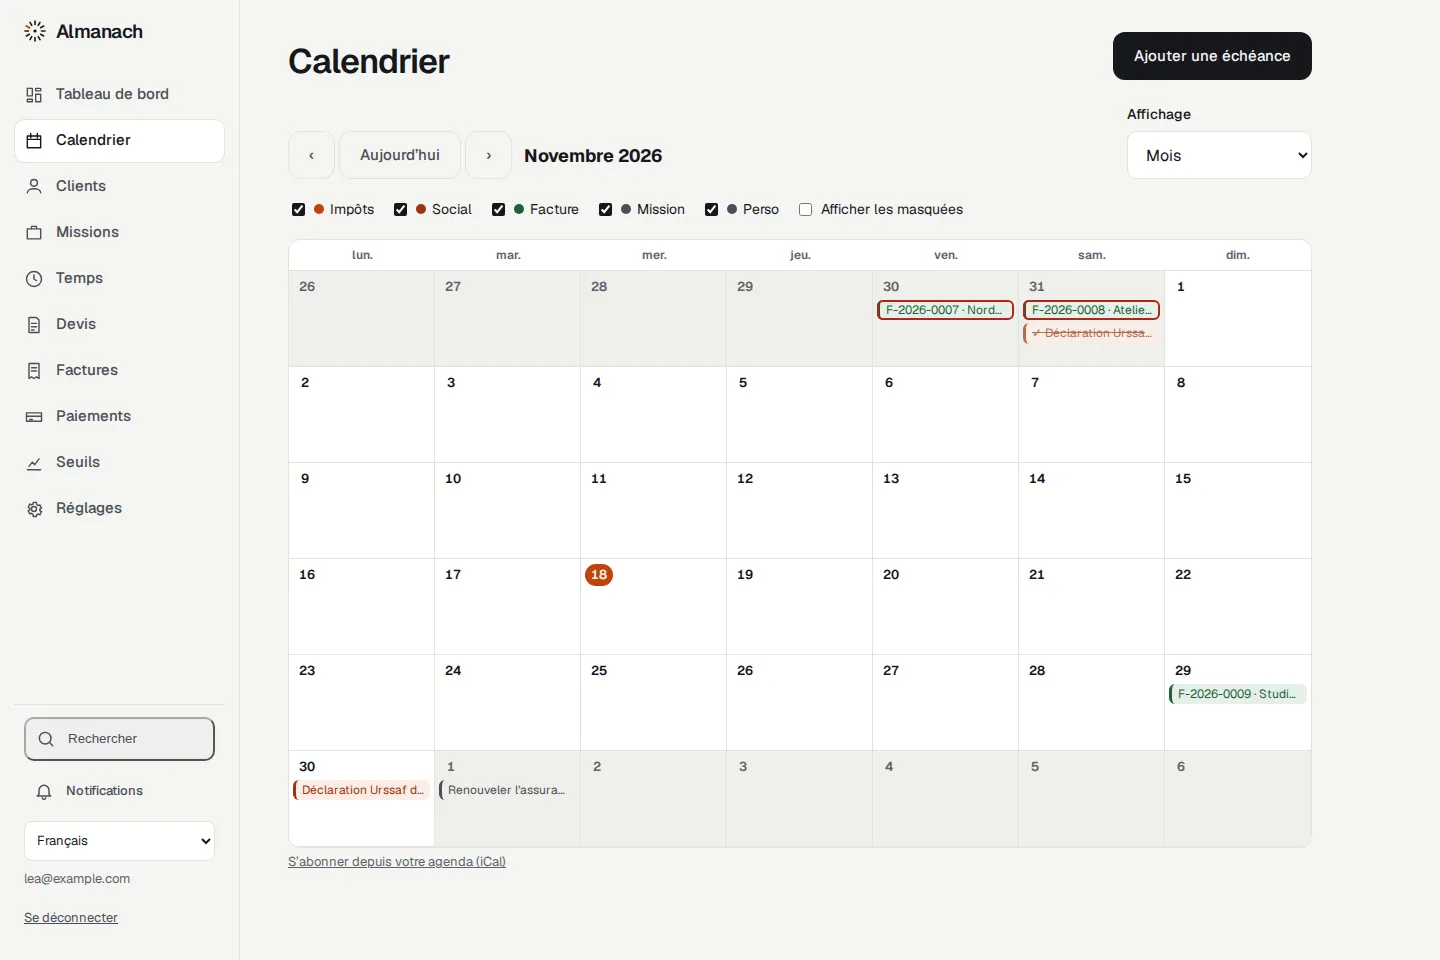 Almanach
Tableau de bord
Calendrier
Clients
Missions
Temps
Devis
Factures
Paiements
Seuils
Réglages
Rechercher
Notifications
Français
lea@example.com
Se déconnecter
Calendrier
Ajouter une échéance
Affichage
‹ Aujourd'hui › Novembre 2026
Mois
Impôts Social Facture Mission Perso Afficher les masquées
lun. mar. mer. jeu. ven. sam. dim.
26 27 28 29 30 31 1
F-2026-0007 · Nord… F-2026-0008 · Atelie…
✓ Déclaration Urssa…
2 3 4 5 6 7 8
9 10 11 12 13 14 15
16 17 18 19 20 21 22
23 24 25 26 27 28 29
F-2026-0009 · Studi…
30 1 2 3 4 5 6
Déclaration Urssaf d… Renouveler l'assura…
S'abonner depuis votre agenda (iCal)